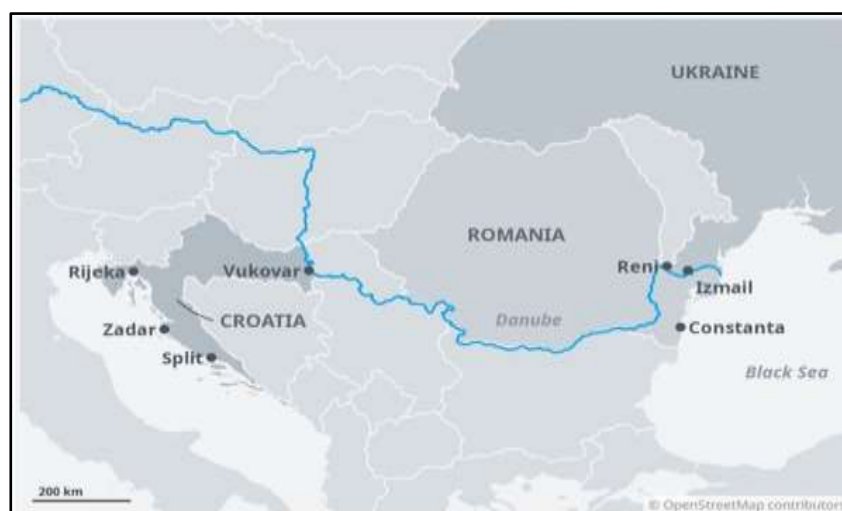 UKRAINE
ROMANIA
Reni
Izmail
Rijeka
Vukovar
CROATIA
Zadar
Danube
Constanta
Split
Black Sea
200 km
© OpenStreetMap contributors